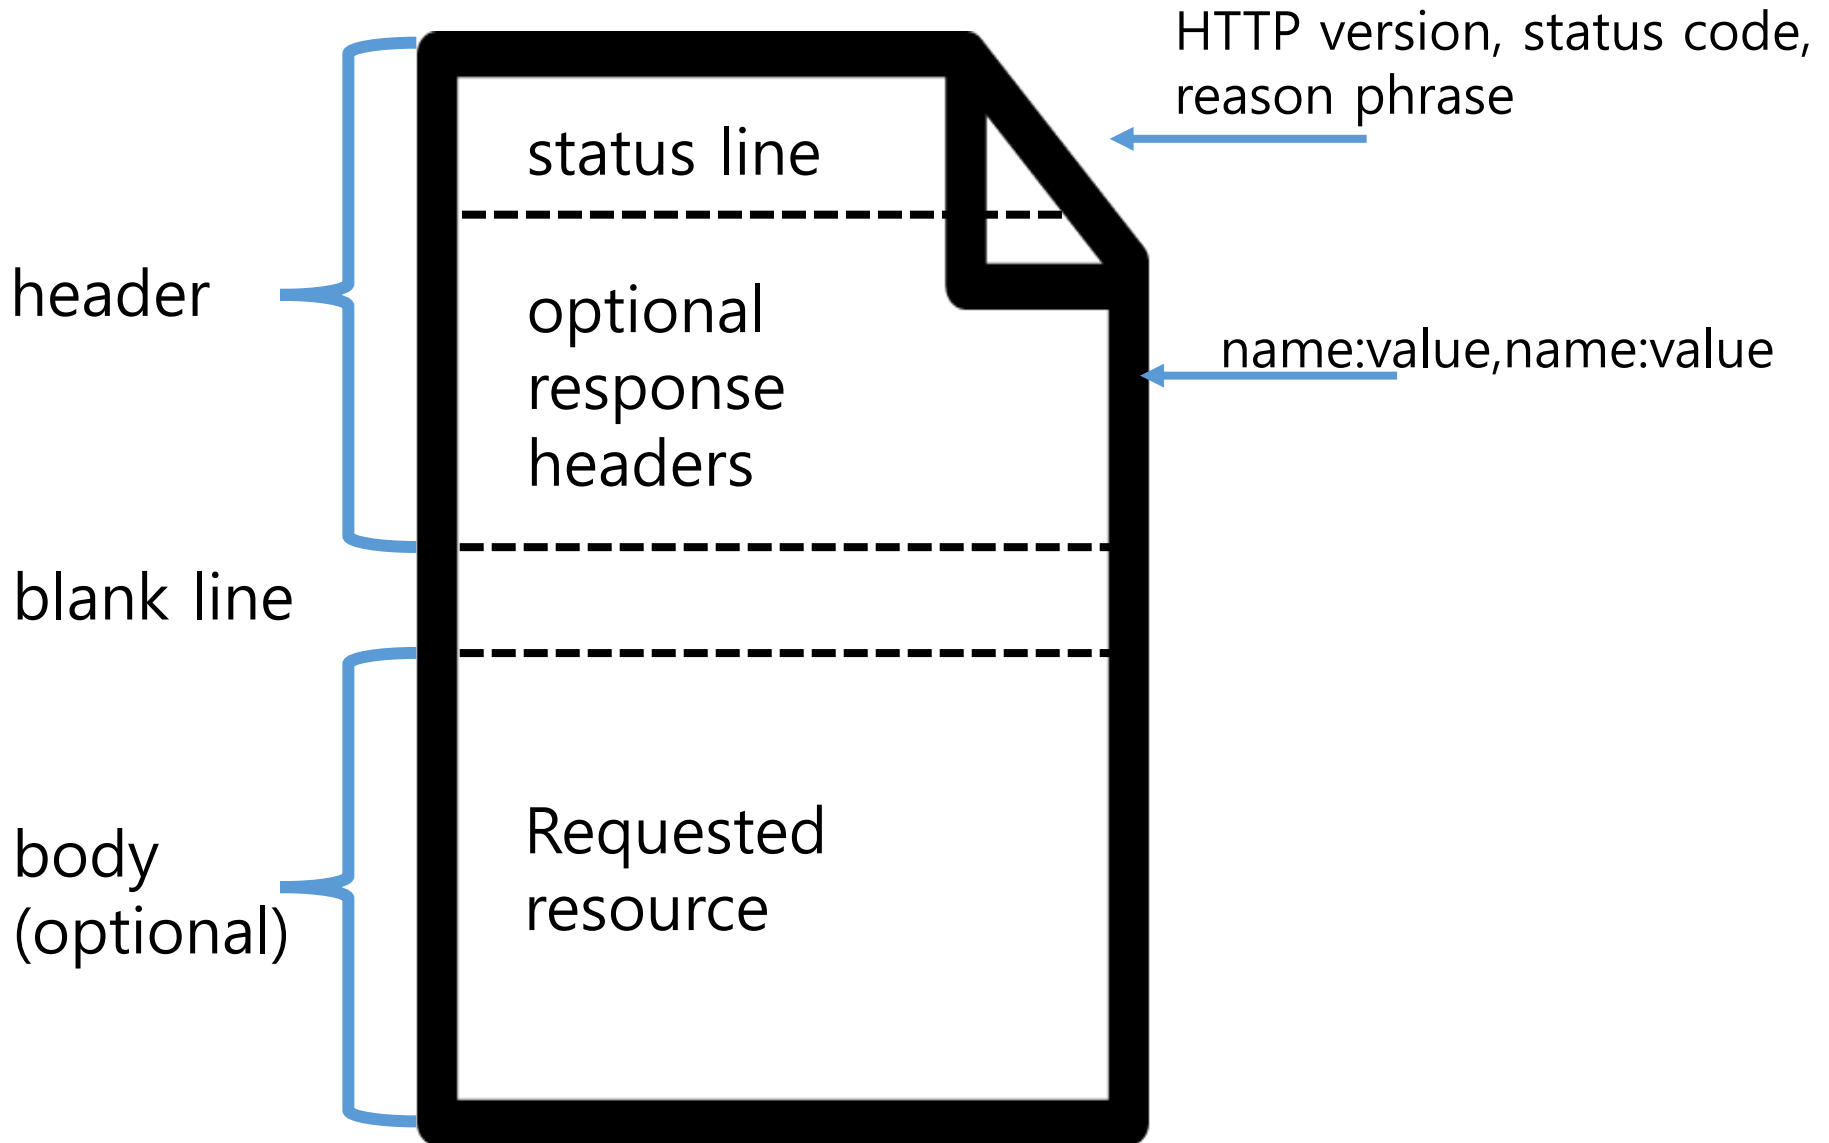 HTTP version, status code,
reason phrase
status line
header
optional
response
headers
name:value,name:value
blank line
body
(optional)
Requested
resource